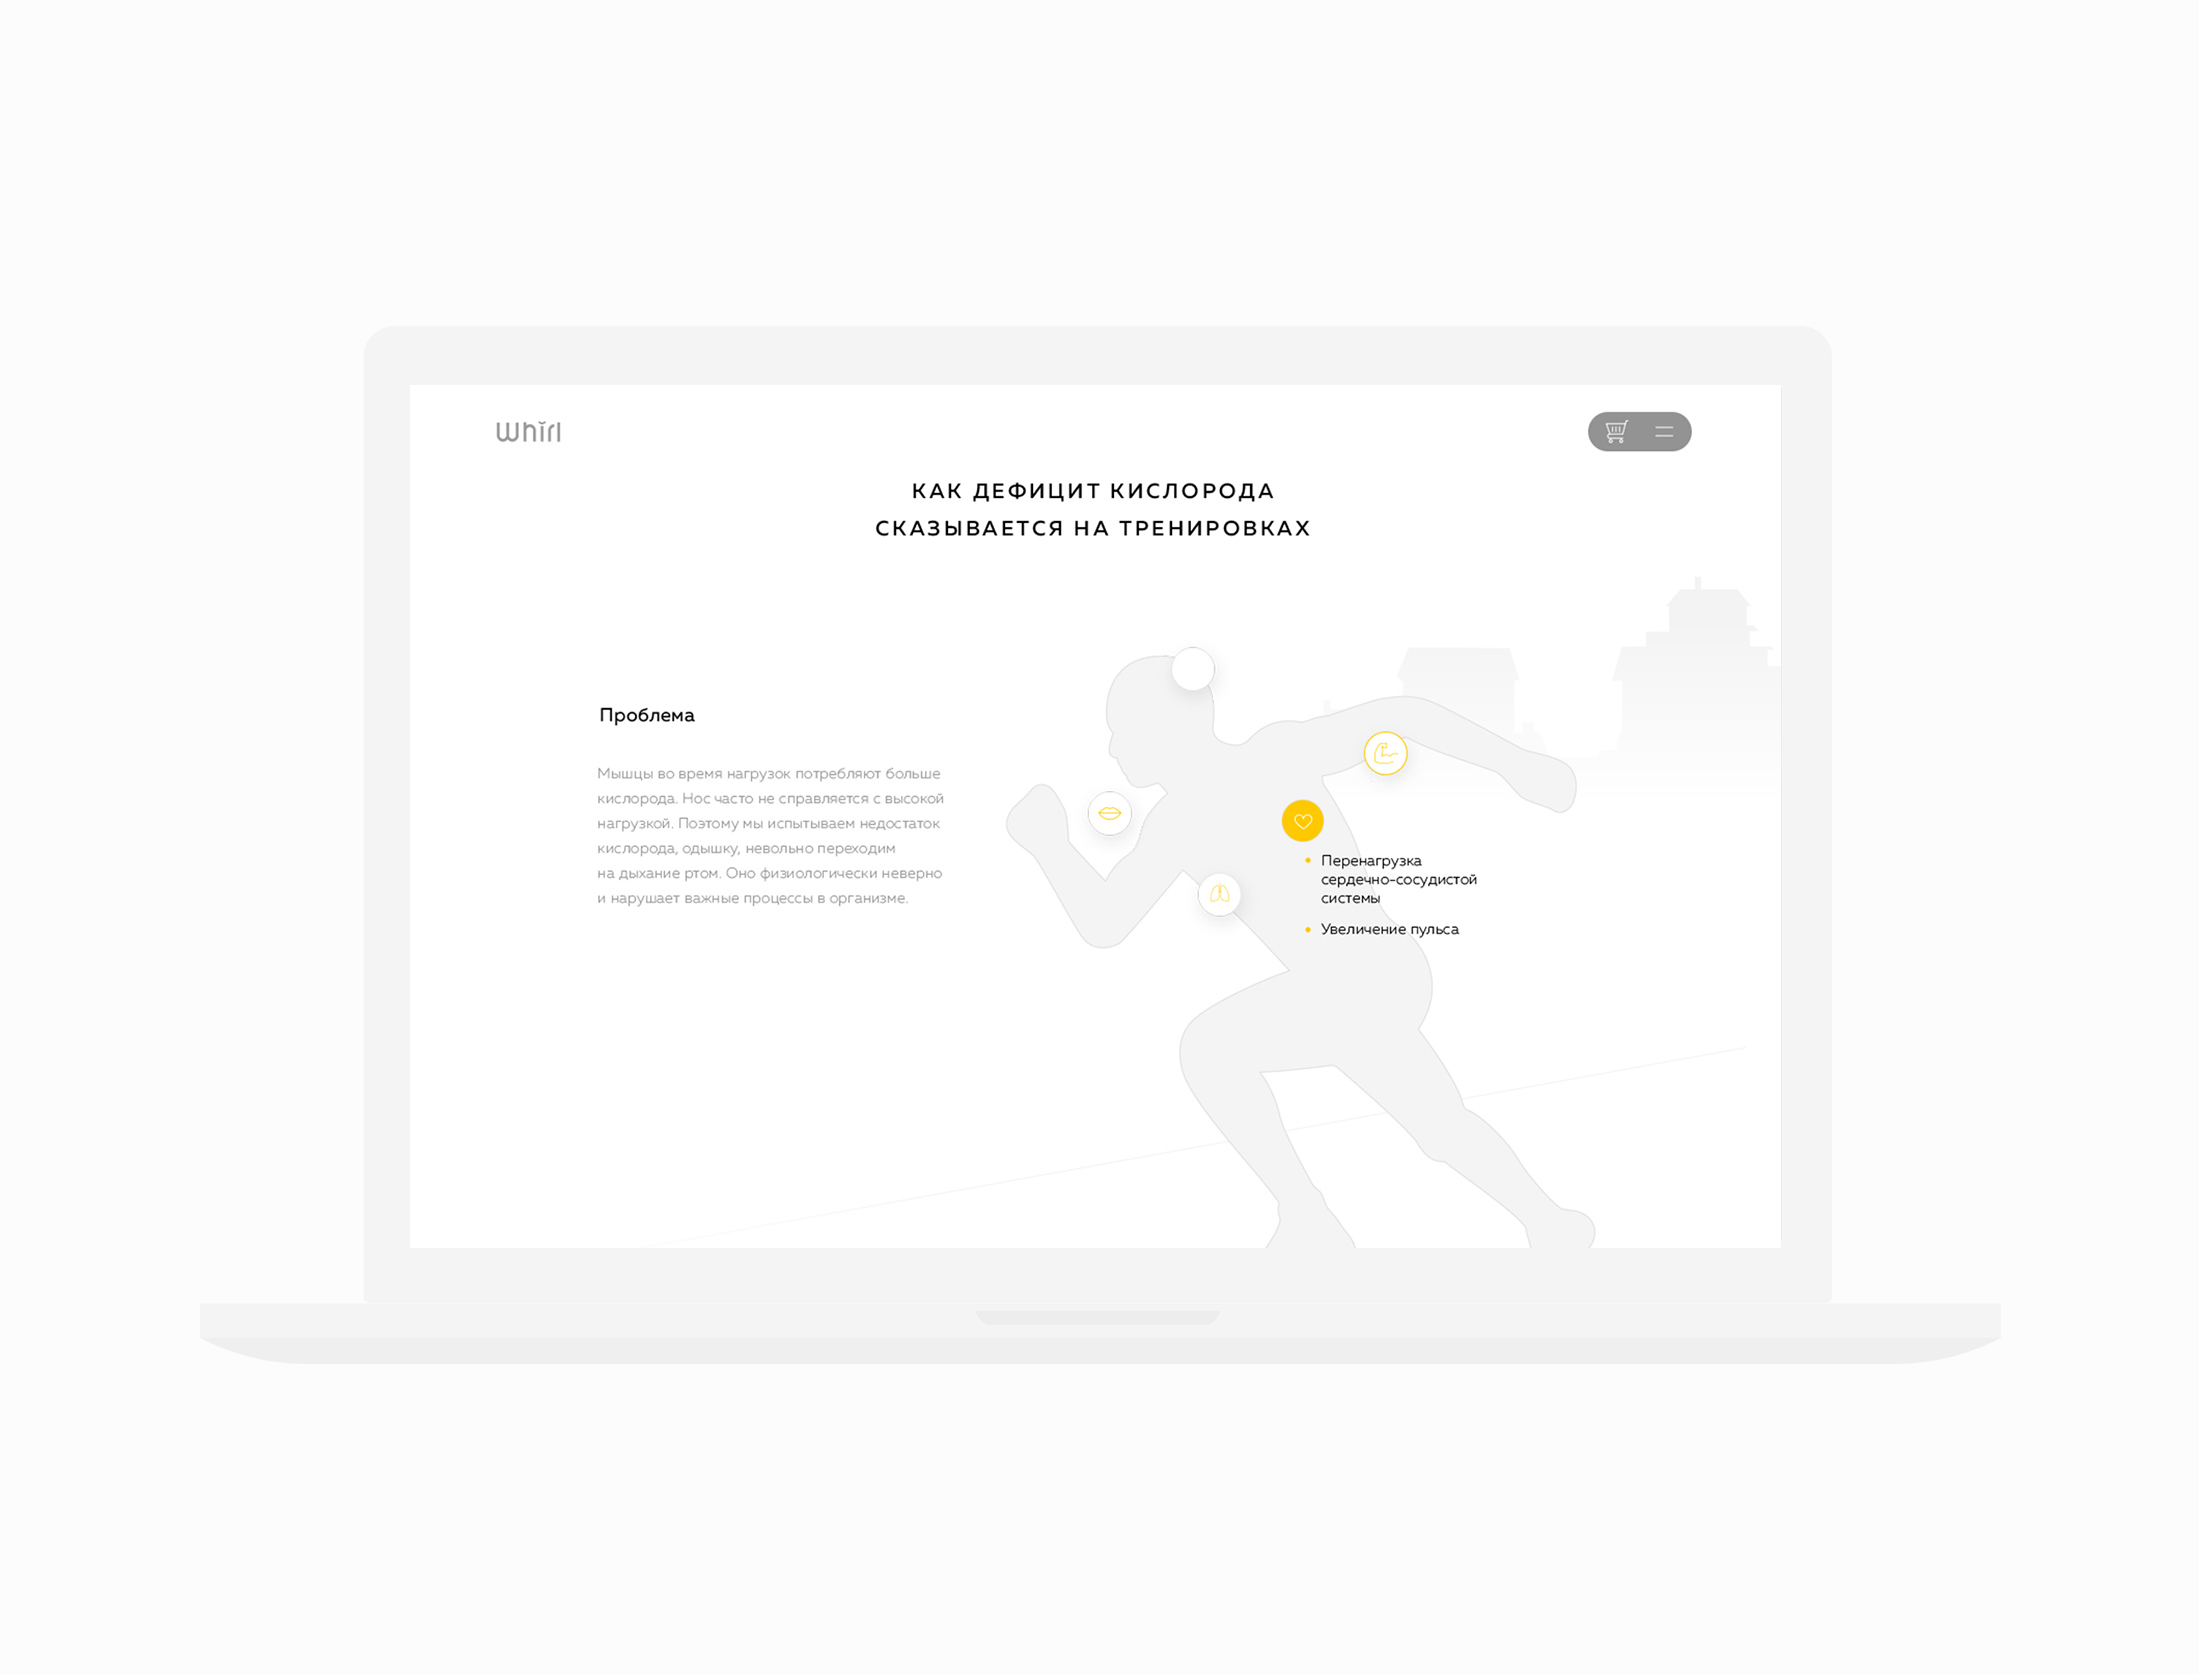 Whirl
КАК ДЕФИЦИТ КИСЛОРОДА
СКАЗЫВАЕТСЯ НА ТРЕНИРОВКАХ
Проблема
Мышцы во время нагрузок потребляют больше
кислорода. Нос часто не справляется с высокой
нагрузкой. Поэтому мы испытываем недостаток
кислорода, одышку, невольно переходим
на дыхание ртом. Оно физиологически неверно
и нарушает важные процессы в организме.
Перенагрузка
сердечно-сосудистой
системы
Увеличение пульса